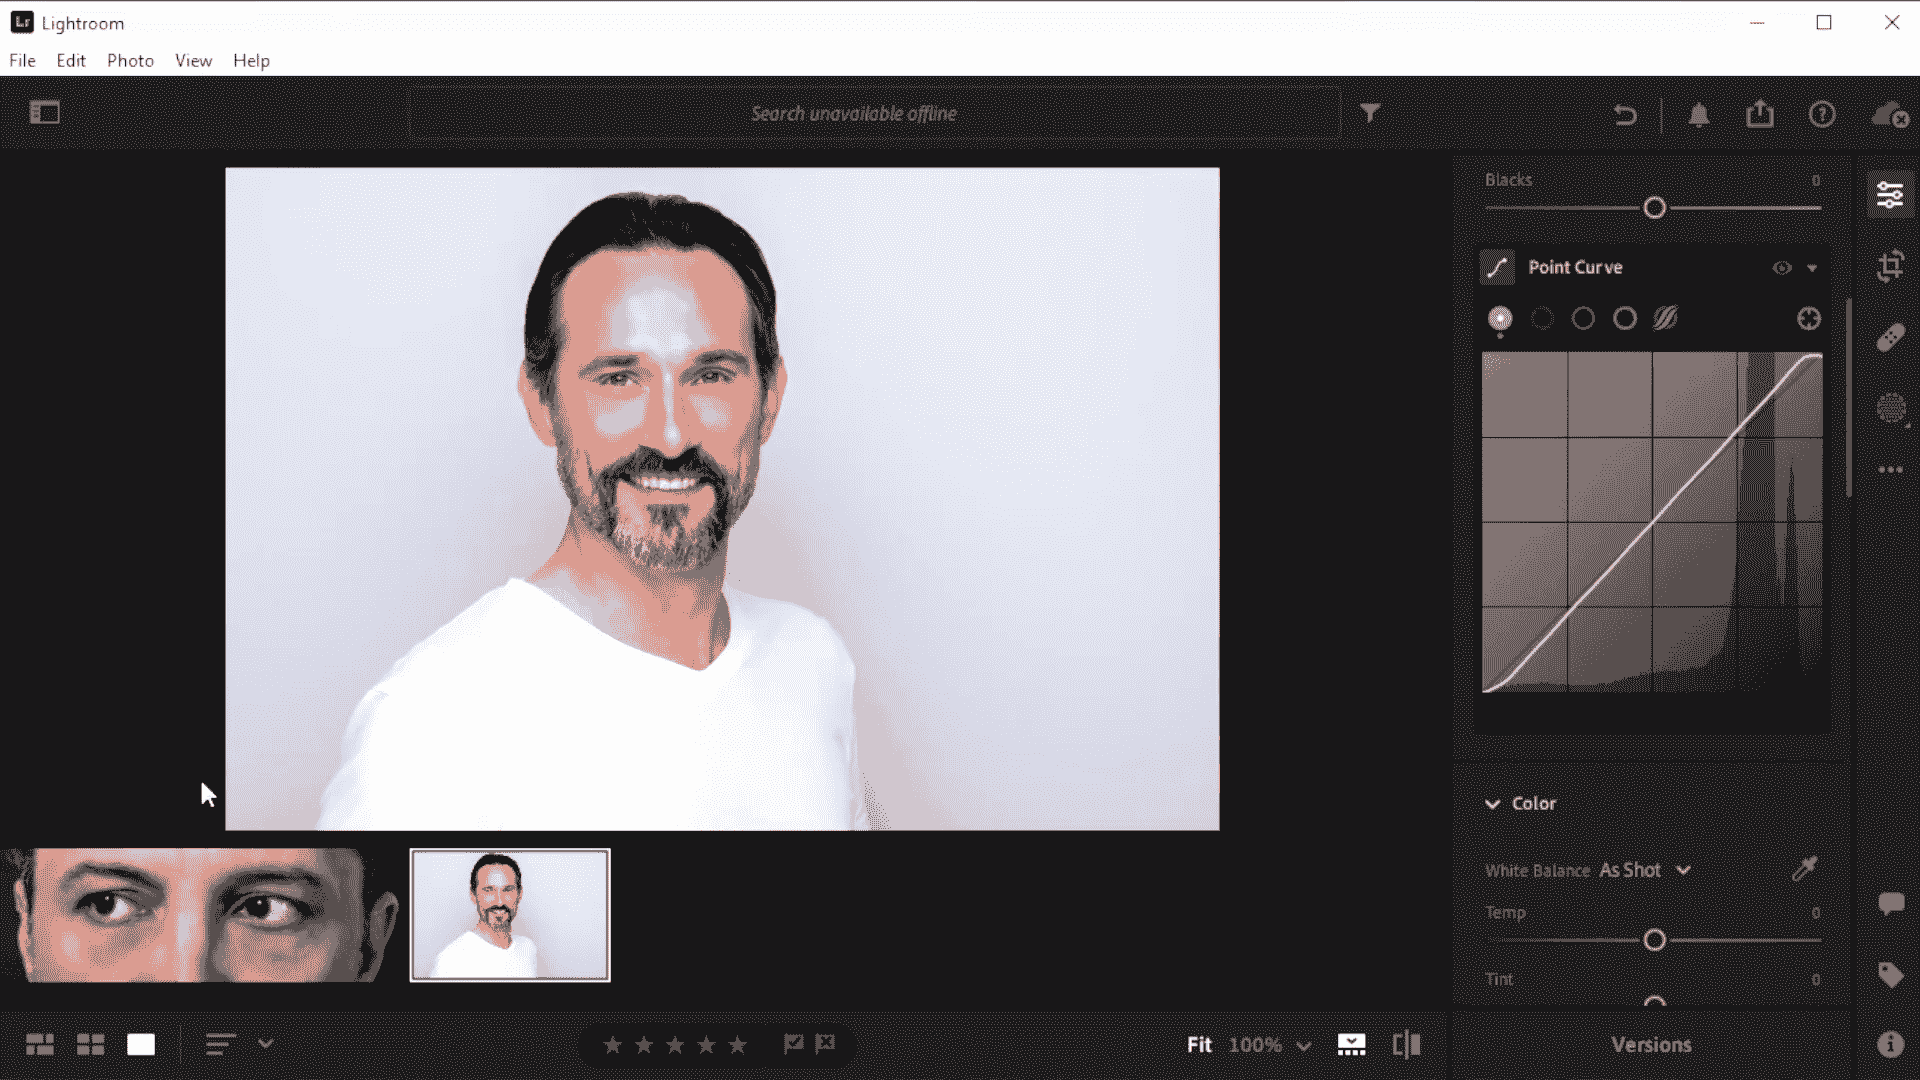 Lr Lightroom
File Edit Photo View Help
Search unavailable offline
Blacks 0
Point Curve
Color
White Balance As Shot
Temp 0
Tint 0
Fit 100%
Versions